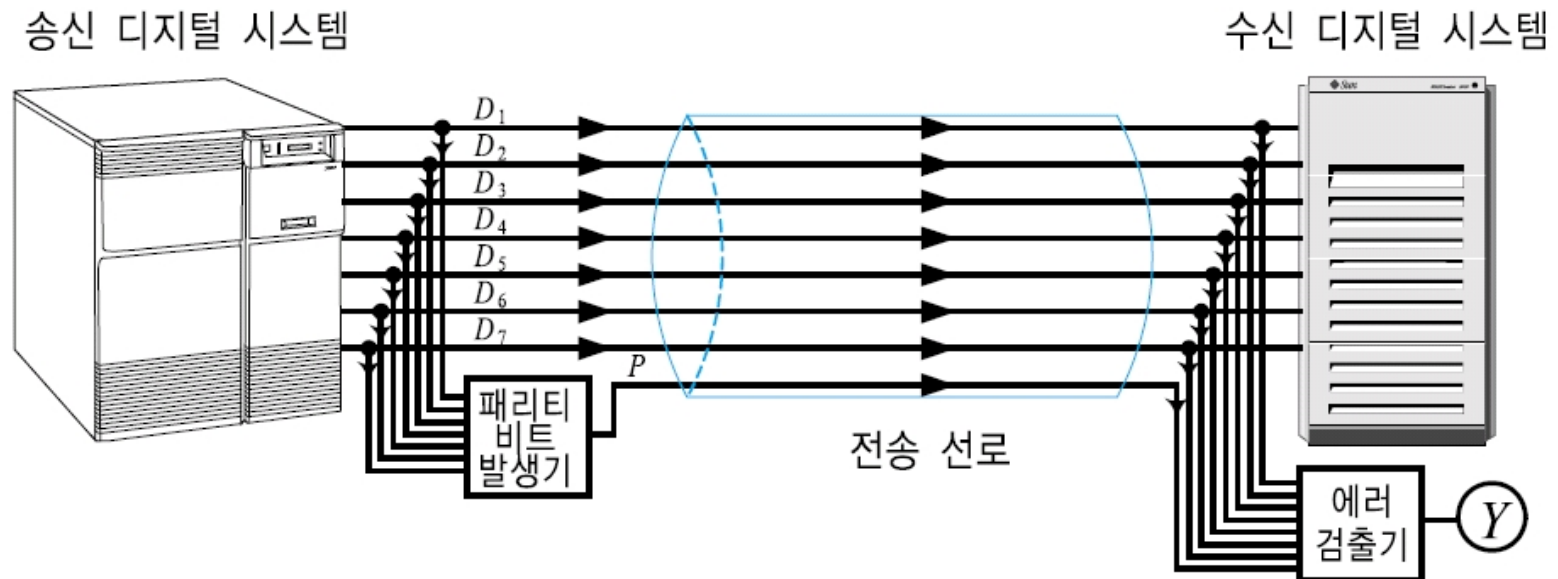 송신 디지털 시스템
수신 디지털 시스템
Sun
D₁
D₂
D₃
D₄
D₅
D₆
D₇
P
패리티
비트
발생기
전송 선로
에러
검출기
Y